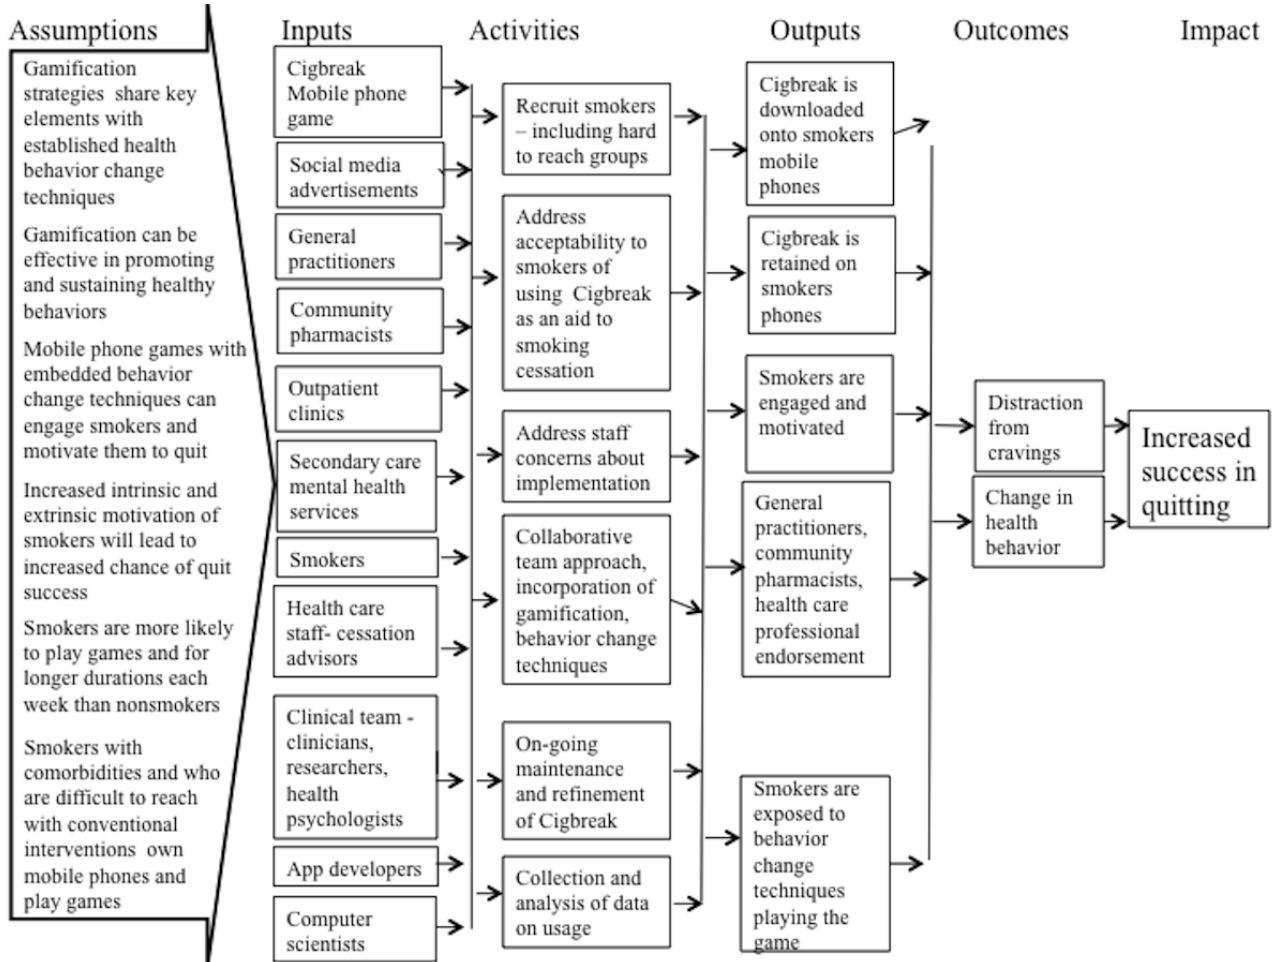 Assumptions
Inputs
Activities
Outputs
Outcomes
Impact
Gamification
strategies share key
elements with
established health
behavior change
techniques
Gamification can be
effective in promoting
and sustaining healthy
behaviors
Mobile phone games with
embedded behavior
change techniques can
engage smokers and
motivate them to quit
Increased intrinsic and
extrinsic motivation of
smokers will lead to
increased chance of quit
success
Smokers are more likely
to play games and for
longer durations each
week than nonsmokers
Smokers with
comorbidities and who
are difficult to reach
with conventional
interventions own
mobile phones and
play games
Cigbreak
Mobile phone
game
Social media
advertisements
General
practitioners
Community
pharmacists
Outpatient
clinics
Secondary care
mental health
services
Smokers
Health care
staff- cessation
advisors
Clinical team -
clinicians,
researchers,
health
psychologists
App developers
Computer
scientists
Recruit smokers
– including hard
to reach groups
Address
acceptability to
smokers of
using Cigbreak
as an aid to
smoking
cessation
Address staff
concerns about
implementation
Collaborative
team approach,
incorporation of
gamification,
behavior change
techniques
On-going
maintenance
and refinement
of Cigbreak
Collection and
analysis of data
on usage
Cigbreak is
downloaded
onto smokers
mobile
phones
Cigbreak is
retained on
smokers
phones
Smokers are
engaged and
motivated
General
practitioners,
community
pharmacists,
health care
professional
endorsement
Smokers are
exposed to
behavior
change
techniques
playing the
game
Distraction
from
cravings
Change in
health
behavior
Increased
success in
quitting